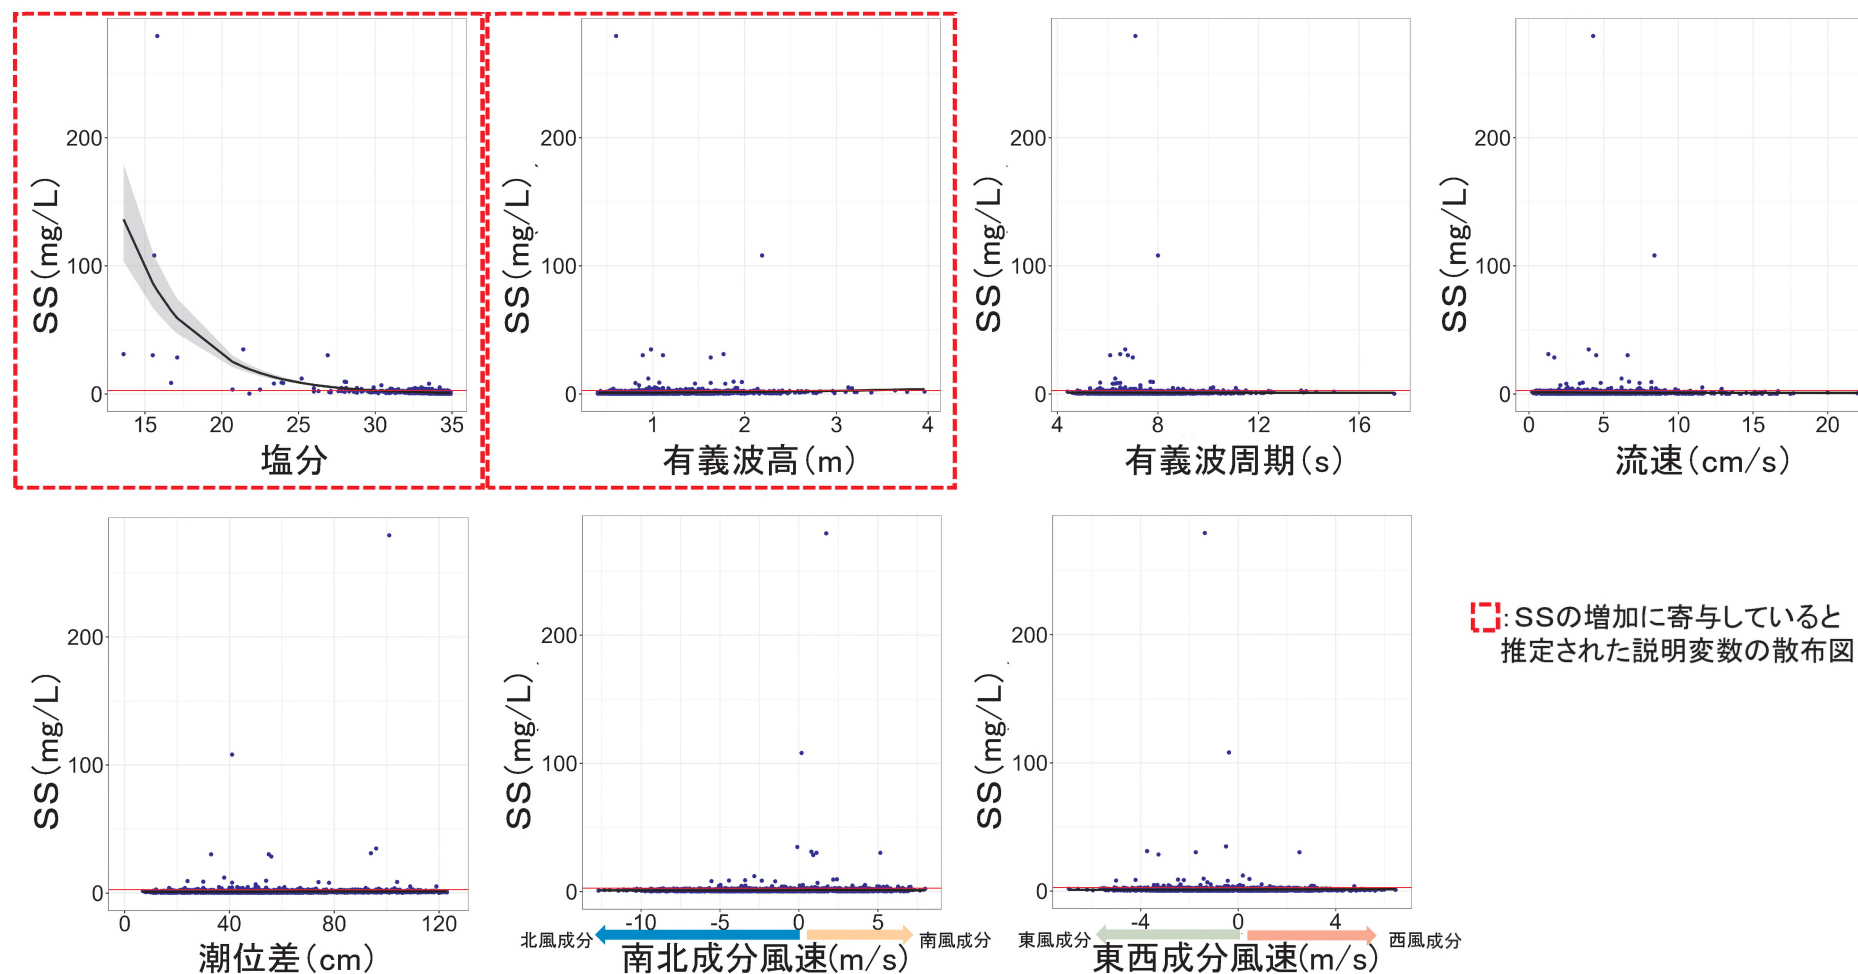 200
100
0
SS(mg/L)
15
20
25
30
35
塩分
200
100
0
SS(mg/L)
1
2
3
4
有義波高(m)
200
100
0
SS(mg/L)
4
8
12
16
有義波周期(s)
200
100
0
SS(mg/L)
0
5
10
15
20
流速(cm/s)
200
100
0
SS(mg/L)
0
40
80
120
潮位差(cm)
200
100
0
SS(mg/L)
-10
-5
0
5
北風成分
南風成分
南北成分風速(m/s)
200
100
0
SS(mg/L)
-4
0
4
東風成分
西風成分
東西成分風速(m/s)
:SSの増加に寄与していると
推定された説明変数の散布図